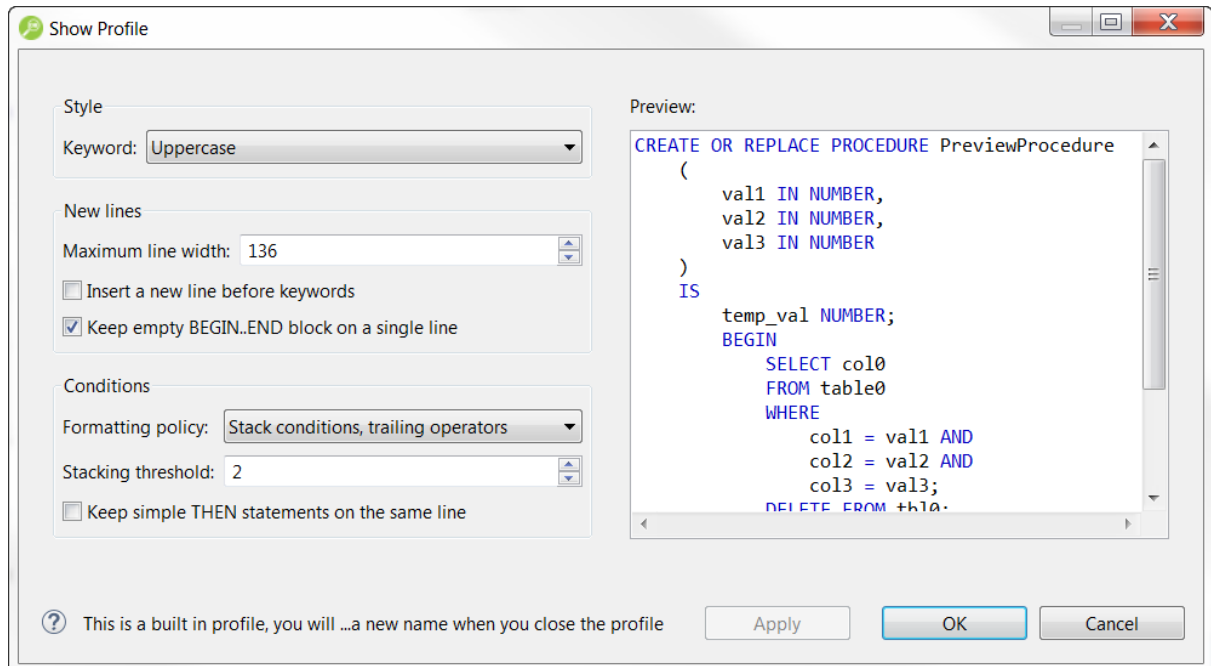 Show Profile
Style
Keyword: Uppercase
New lines
Maximum line width: 136
Insert a new line before keywords
Keep empty BEGIN..END block on a single line
Conditions
Formatting policy: Stack conditions, trailing operators
Stacking threshold: 2
Keep simple THEN statements on the same line
Preview:
CREATE OR REPLACE PROCEDURE PreviewProcedure
(
val1 IN NUMBER,
val2 IN NUMBER,
val3 IN NUMBER
)
IS
temp_val NUMBER;
BEGIN
SELECT col0
FROM table0
WHERE
col1 = val1 AND
col2 = val2 AND
col3 = val3;
DELETE FROM tbl0;
This is a built in profile, you will ...a new name when you close the profile
Apply
OK
Cancel